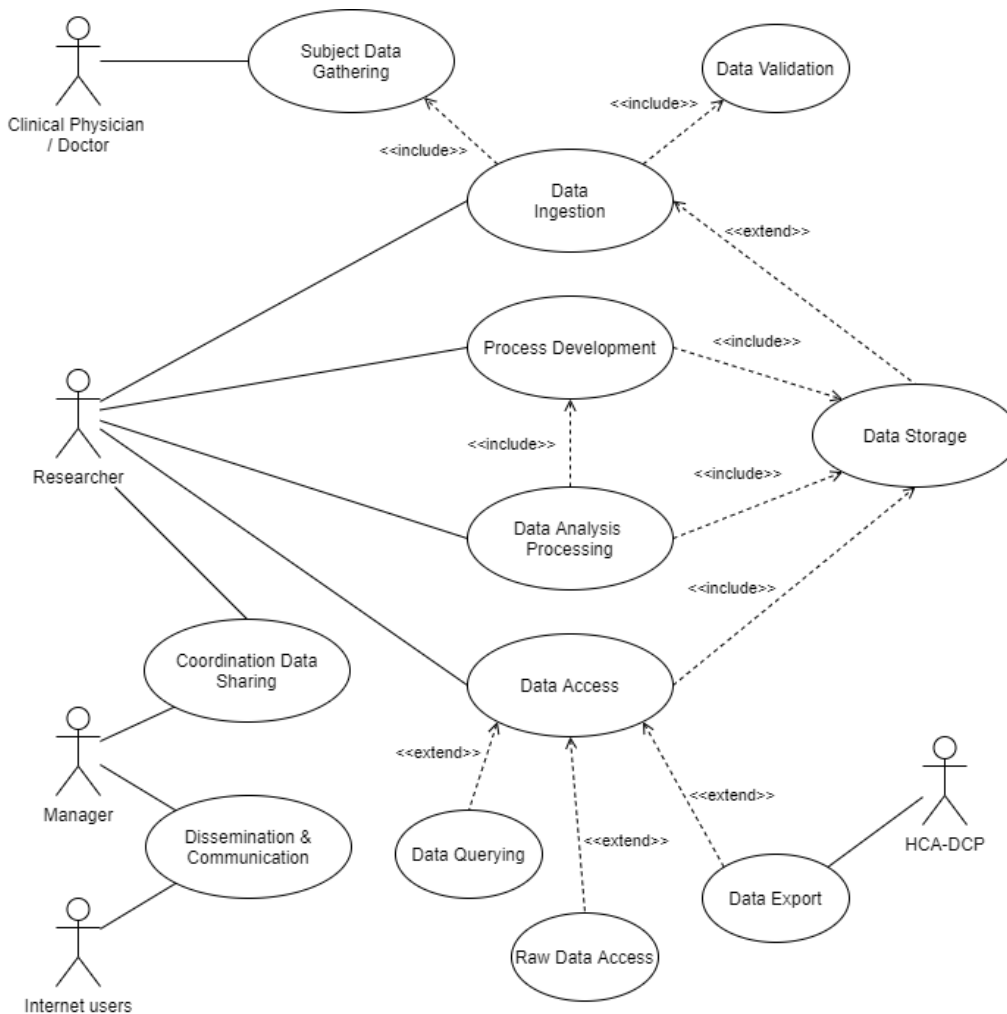 Subject Data
Gathering
Data Validation
Clinical Physician
/ Doctor
<<include>>
<<include>>
Data
Ingestion
<<extend>>
Process Development
<<include>>
Researcher
<<include>>
Data Storage
<<include>>
Data Analysis
Processing
<<include>>
Coordination Data
Sharing
Data Access
<<extend>>
<<extend>>
Manager
Dissemination &
Communication
<<extend>>
HCA-DCP
Data Querying
Data Export
Raw Data Access
Internet users